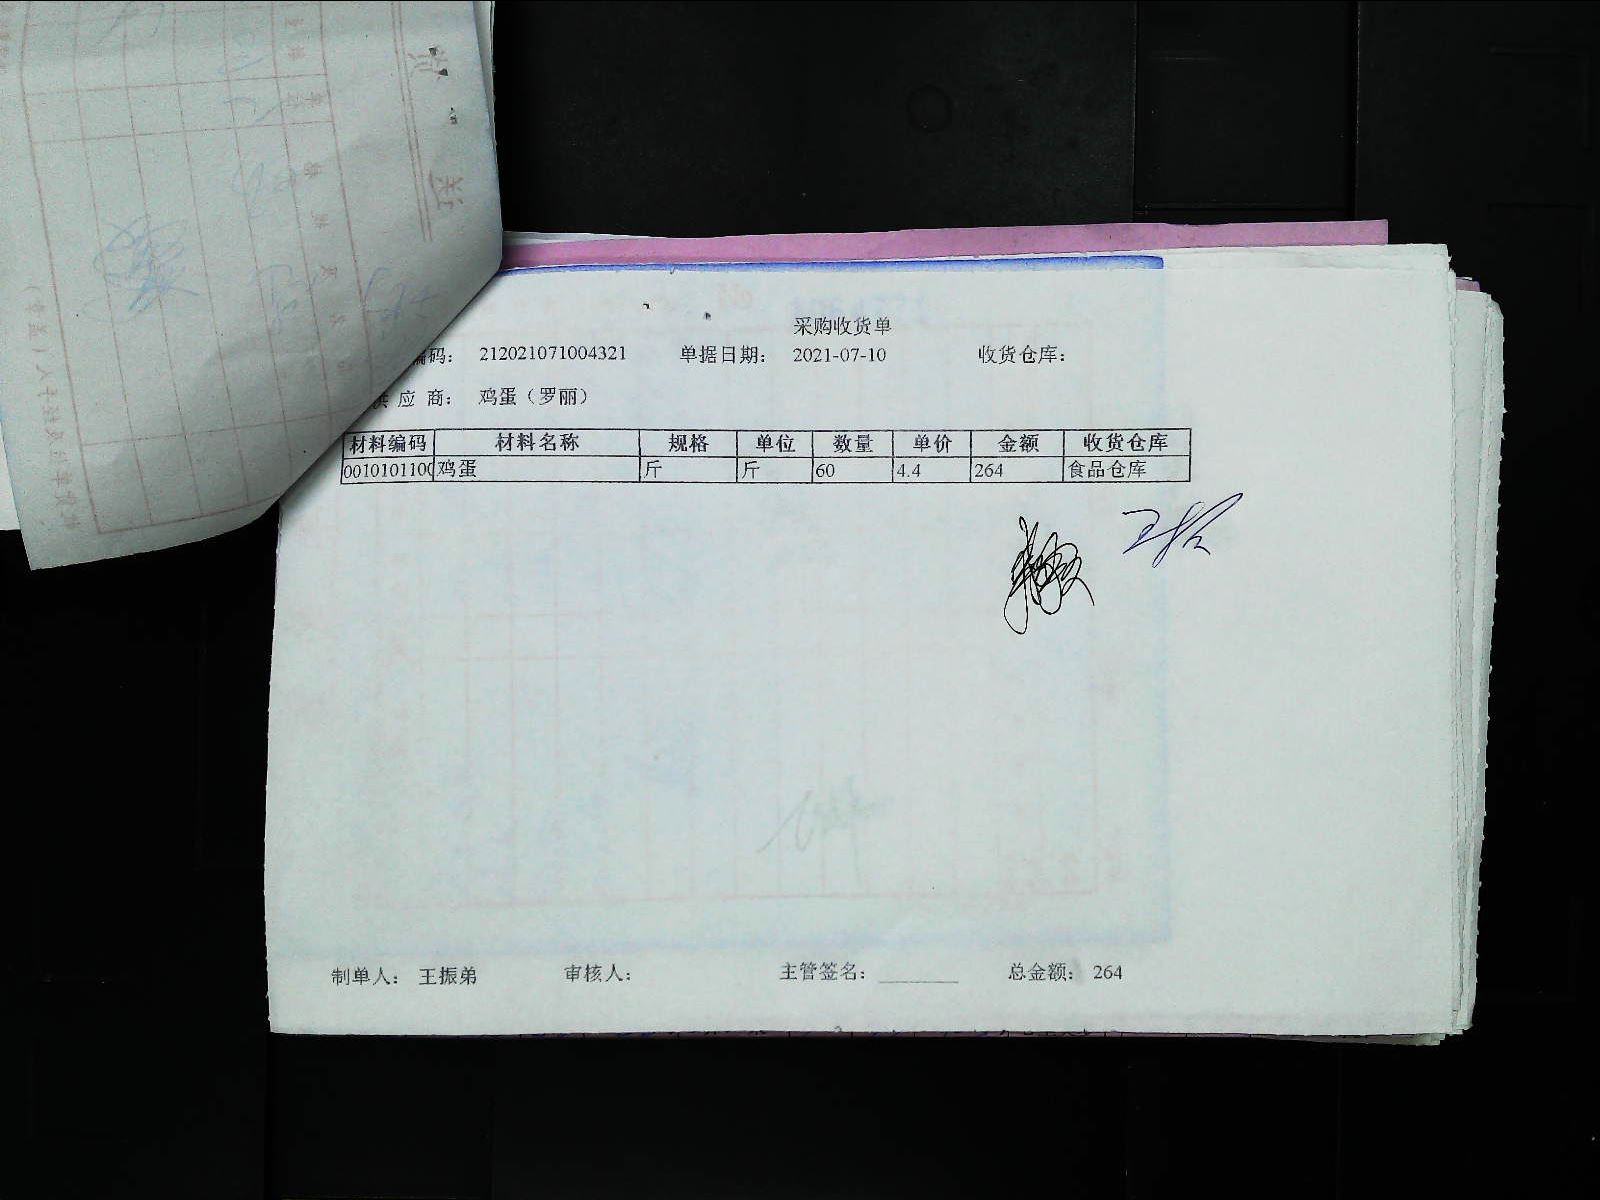 采购收货单
编码： 212021071004321 单据日期： 2021-07-10 收货仓库：
供应商： 鸡蛋（罗丽）
材料编码 材料名称 规格 单位 数量 单价 金额 收货仓库
0010101100 鸡蛋 斤 斤 60 4.4 264 食品仓库
制单人： 王振弟 审核人： 主管签名： ______ 总金额： 264